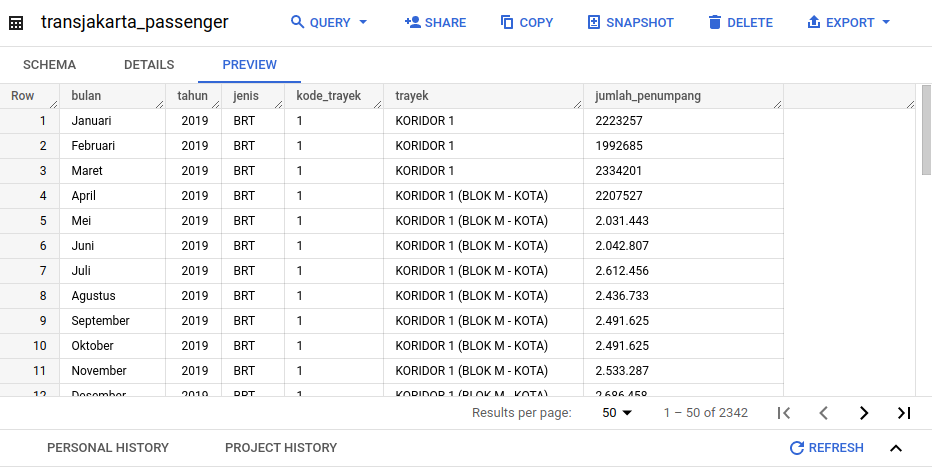 transjakarta_passenger QUERY SHARE COPY SNAPSHOT DELETE EXPORT
SCHEMA DETAILS PREVIEW
Row bulan tahun jenis kode_trayek trayek jumlah_penumpang
1 Januari 2019 BRT 1 KORIDOR 1 2223257
2 Februari 2019 BRT 1 KORIDOR 1 1992685
3 Maret 2019 BRT 1 KORIDOR 1 2334201
4 April 2019 BRT 1 KORIDOR 1 (BLOK M - KOTA) 2207527
5 Mei 2019 BRT 1 KORIDOR 1 (BLOK M - KOTA) 2.031.443
6 Juni 2019 BRT 1 KORIDOR 1 (BLOK M - KOTA) 2.042.807
7 Juli 2019 BRT 1 KORIDOR 1 (BLOK M - KOTA) 2.612.456
8 Agustus 2019 BRT 1 KORIDOR 1 (BLOK M - KOTA) 2.436.733
9 September 2019 BRT 1 KORIDOR 1 (BLOK M - KOTA) 2.491.625
10 Oktober 2019 BRT 1 KORIDOR 1 (BLOK M - KOTA) 2.491.625
11 November 2019 BRT 1 KORIDOR 1 (BLOK M - KOTA) 2.533.287
12 Desember 2019 BRT 1 KORIDOR 1 (BLOK M - KOTA) 2.686.458
Results per page: 50 1 – 50 of 2342
PERSONAL HISTORY PROJECT HISTORY REFRESH